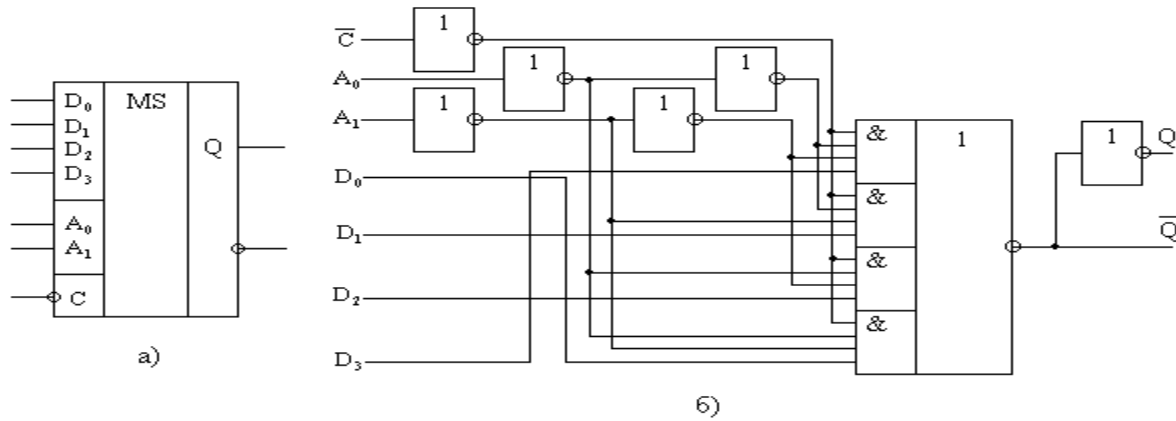 D₀ MS
D₁
D₂ Q
D₃
A₀
A₁
C
а)
C̅ 1
A₀ 1 1
A₁ 1 1
D₀
D₁
D₂
D₃
& 1
&
&
&
1 Q
Q̅
б)